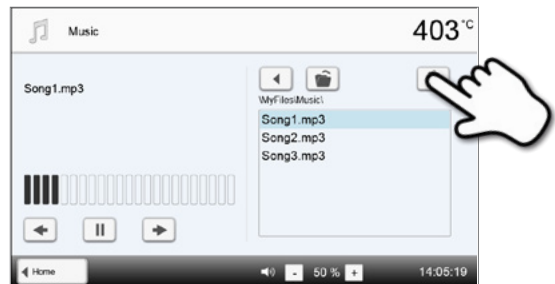 Music
403 °C
Song1.mp3
\MyFiles\Music\
Song1.mp3
Song2.mp3
Song3.mp3
Home
- 50 % +
14:05:19